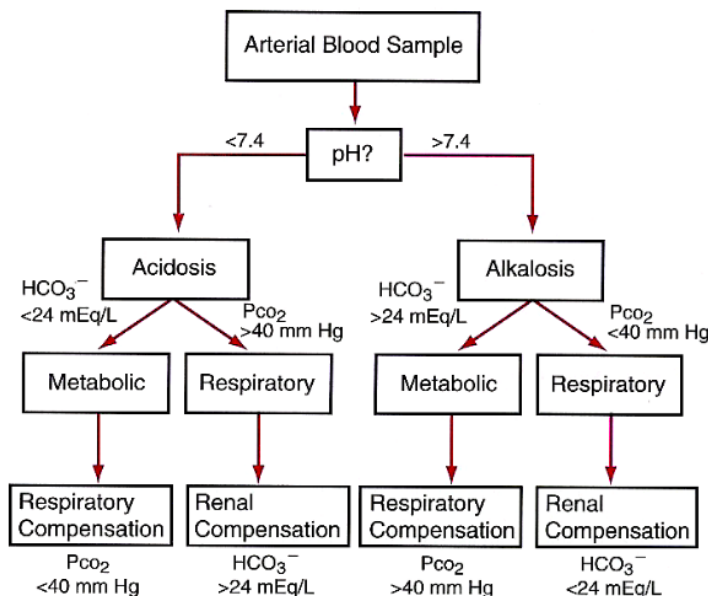 Arterial Blood Sample
<7.4
pH?
>7.4
Acidosis
Alkalosis
HCO₃⁻
<24 mEq/L
Pco₂
>40 mm Hg
HCO₃⁻
>24 mEq/L
Pco₂
<40 mm Hg
Metabolic
Respiratory
Metabolic
Respiratory
Respiratory
Compensation
Renal
Compensation
Respiratory
Compensation
Renal
Compensation
Pco₂
<40 mm Hg
HCO₃⁻
>24 mEq/L
Pco₂
>40 mm Hg
HCO₃⁻
<24 mEq/L